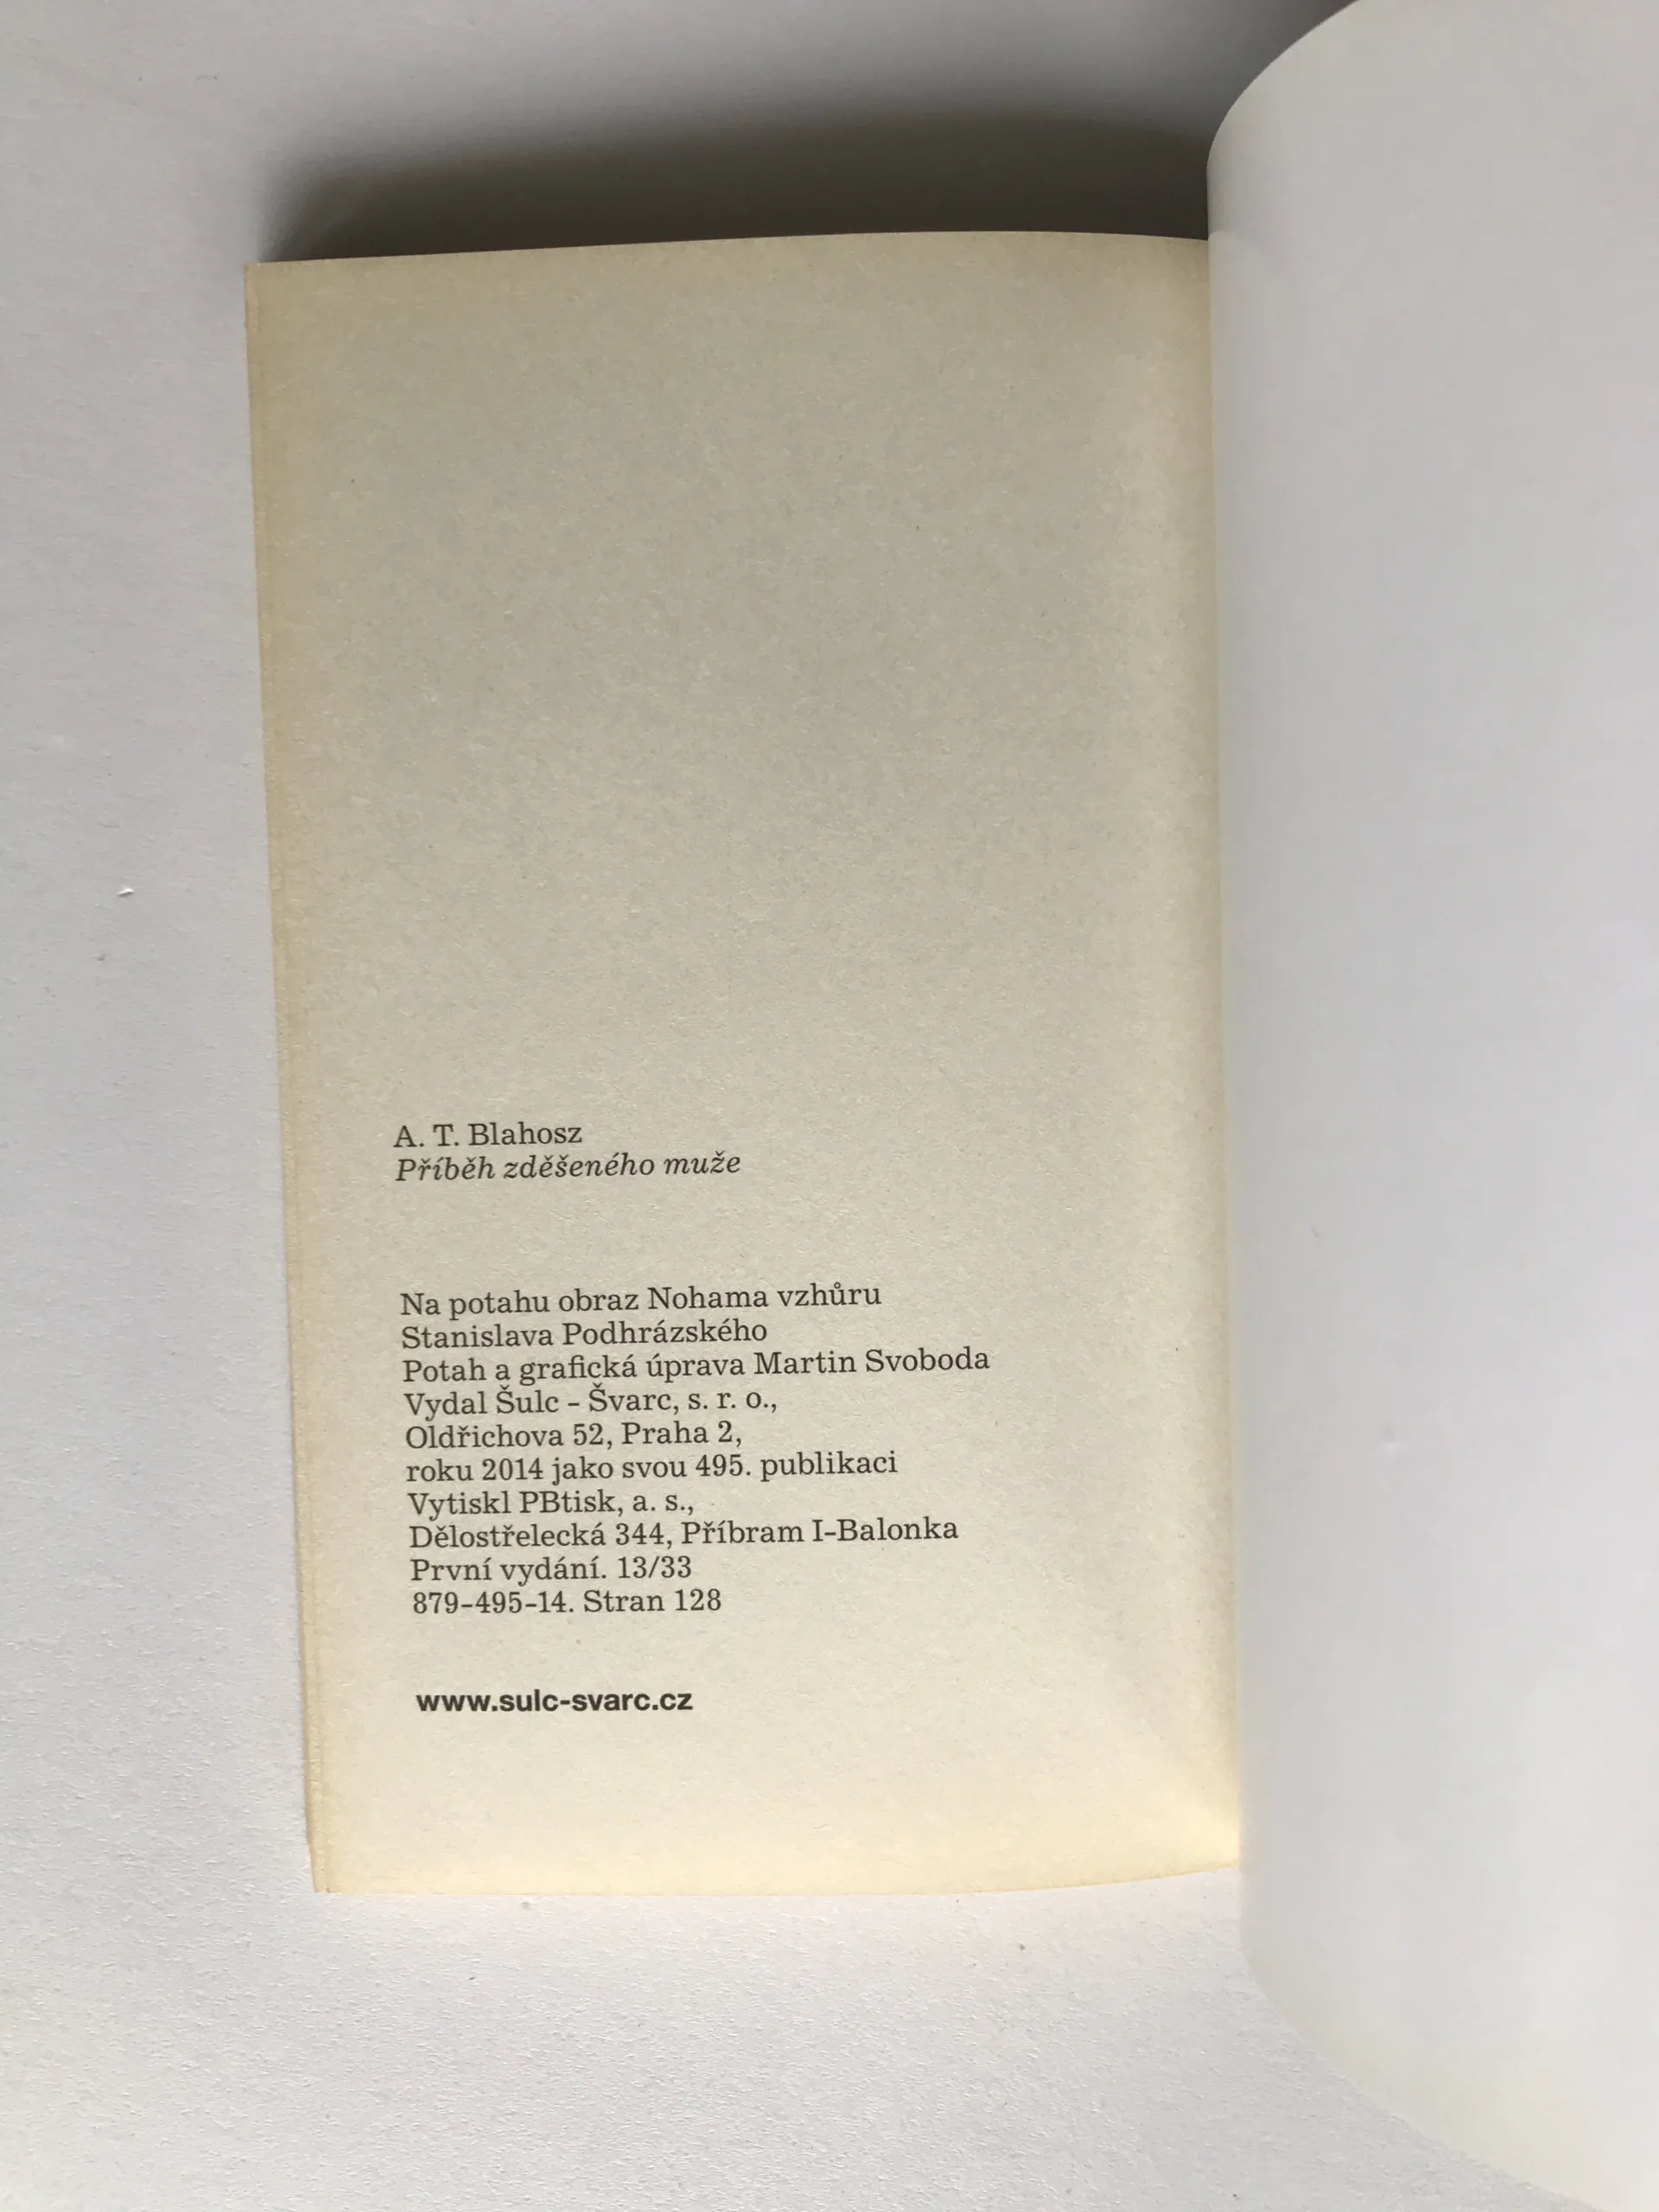 A. T. Blahosz
Příběh zděšeného muže
Na potahu obraz Nohama vzhůru
Stanislava Podhrázského
Potah a grafická úprava Martin Svoboda
Vydal Šulc – Švarc, s. r. o.,
Oldřichova 52, Praha 2,
roku 2014 jako svou 495. publikaci
Vytiskl PBtisk, a. s.,
Dělostřelecká 344, Příbram I–Balonka
První vydání. 13/33
879–495–14. Stran 128
www.sulc-svarc.cz